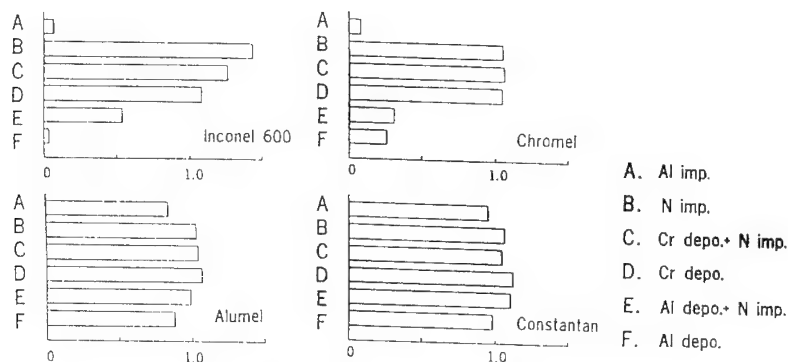 A
B
C
D
E
F
Inconel 600
0 1.0
A
B
C
D
E
F
Chromel
0 1.0
A
B
C
D
E
F
Alumel
0 1.0
A
B
C
D
E
F
Constantan
0 1.0
A. Al imp.
B. N imp.
C. Cr depo.+ N imp.
D. Cr depo.
E. Al depo.+ N imp.
F. Al depo.